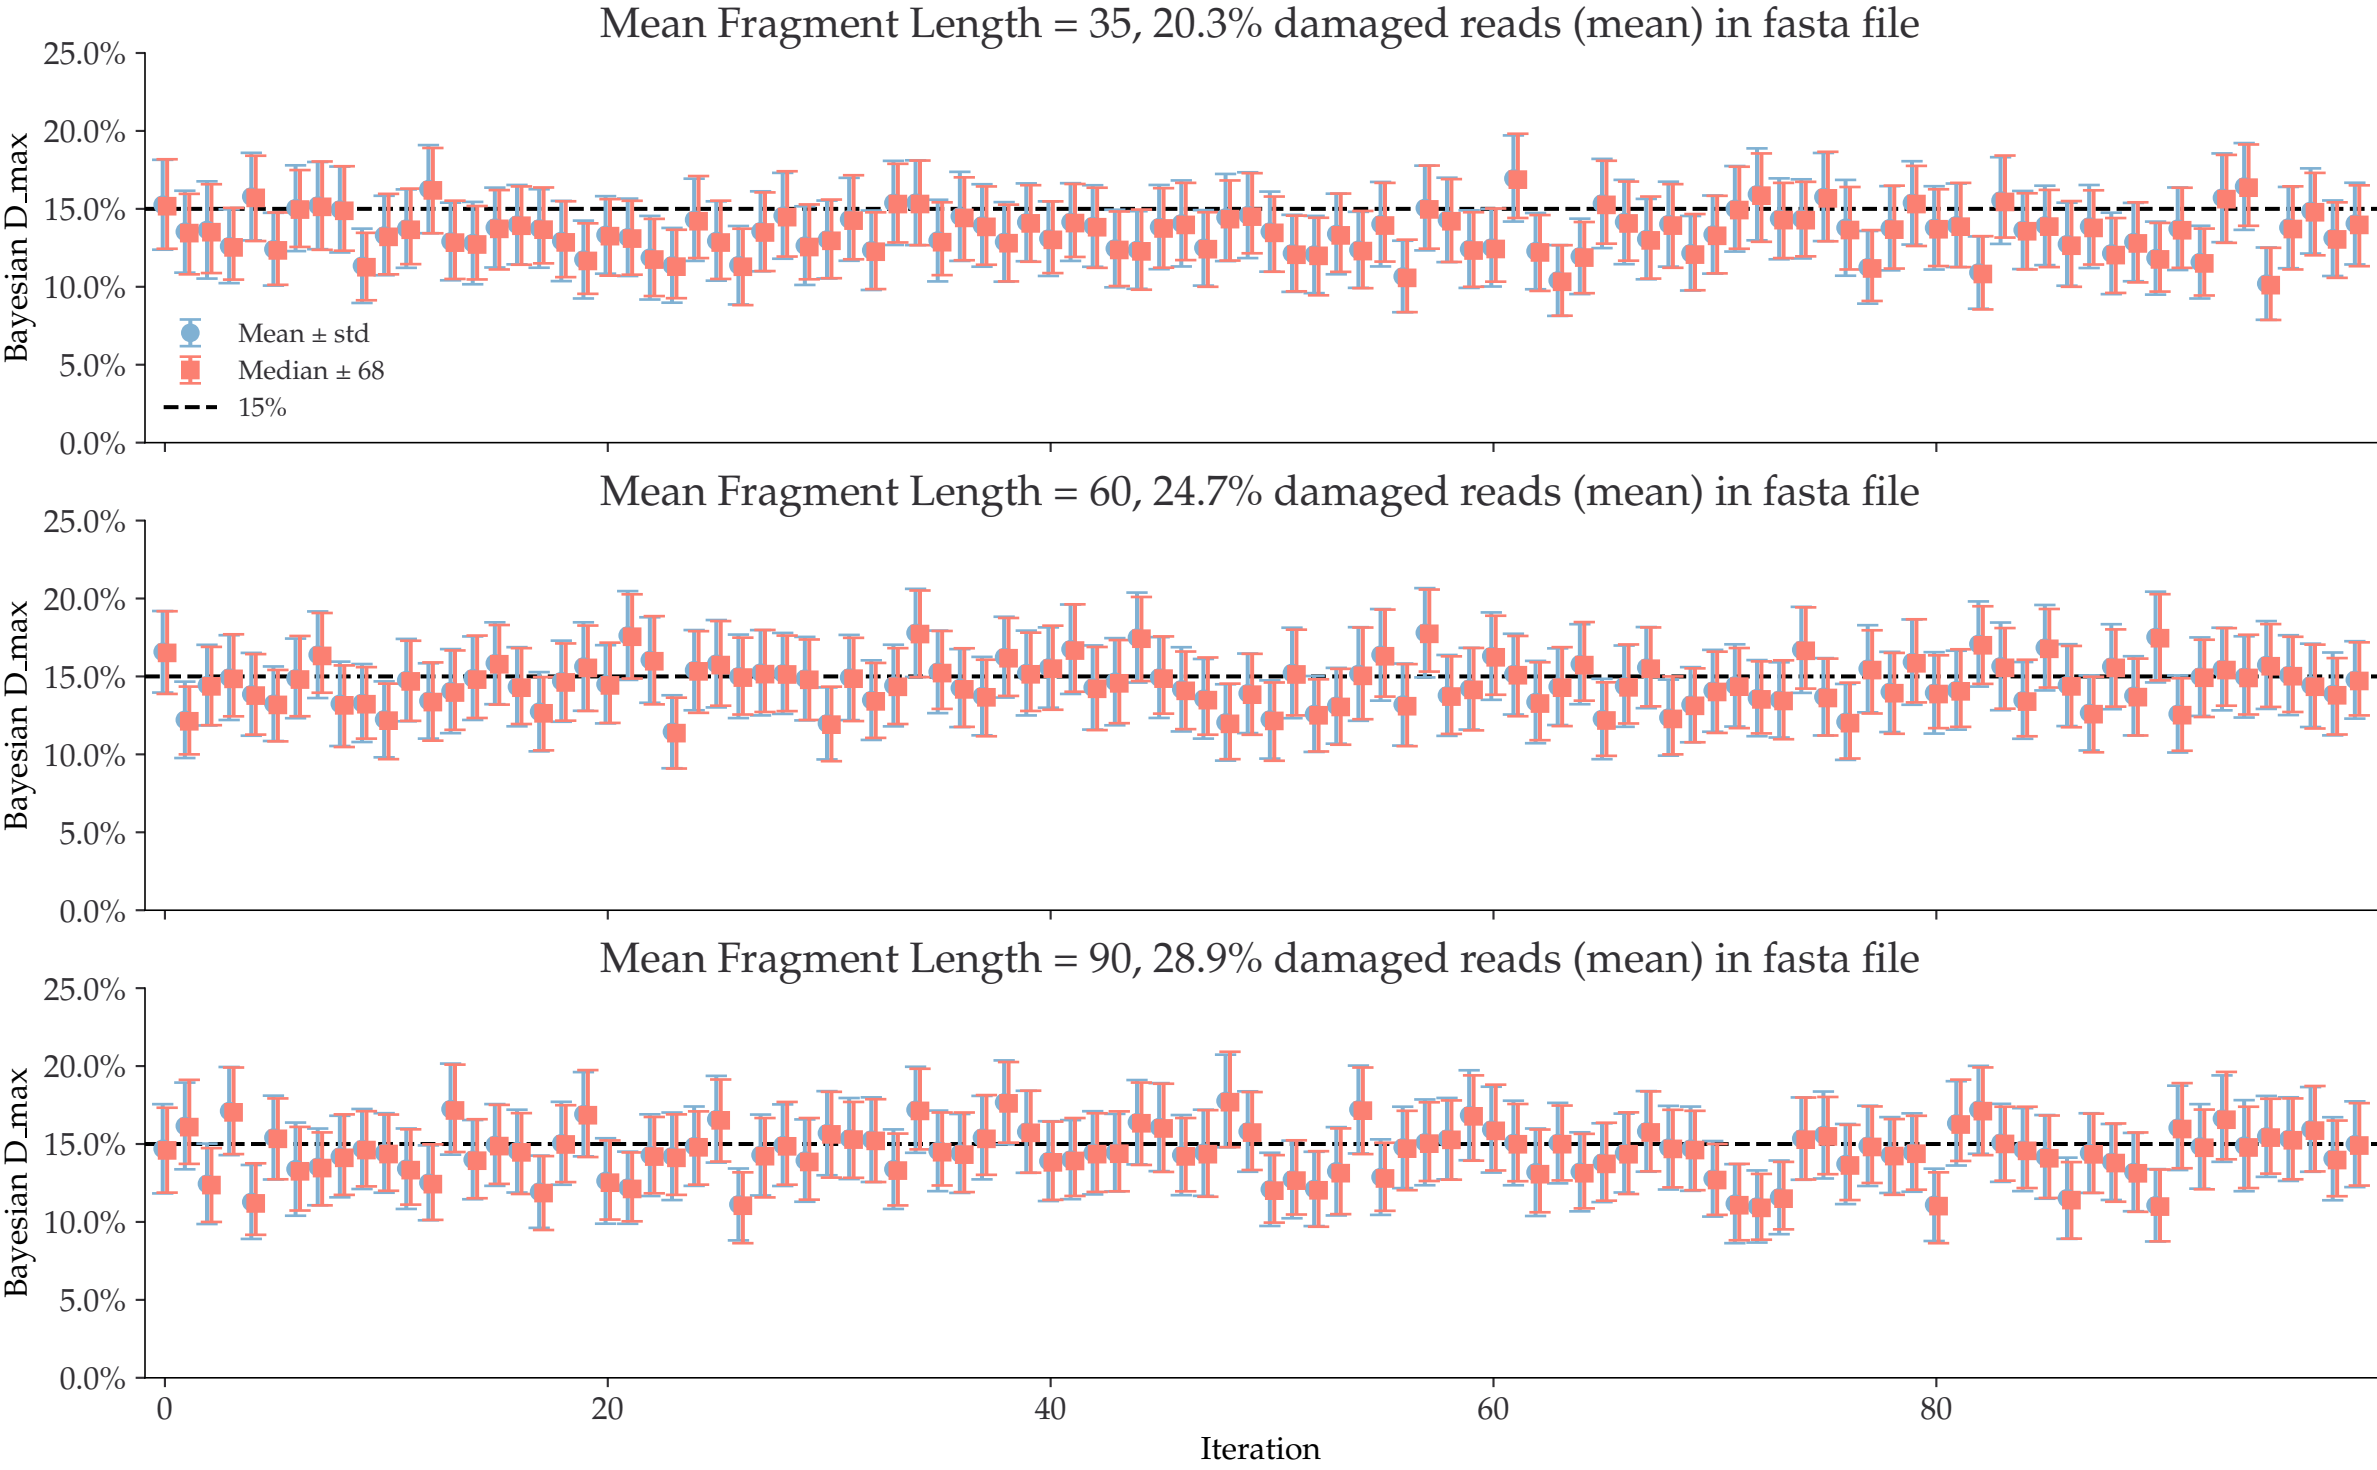 Mean Fragment Length = 35, 20.3% damaged reads (mean) in fasta file
25.0%
20.0%
15.0%
10.0%
5.0%
0.0%
Bayesian D_max
Mean ± std
Median ± 68
15%
Mean Fragment Length = 60, 24.7% damaged reads (mean) in fasta file
25.0%
20.0%
15.0%
10.0%
5.0%
0.0%
Bayesian D_max
Mean Fragment Length = 90, 28.9% damaged reads (mean) in fasta file
25.0%
20.0%
15.0%
10.0%
5.0%
0.0%
Bayesian D_max
0 20 40 60 80
Iteration